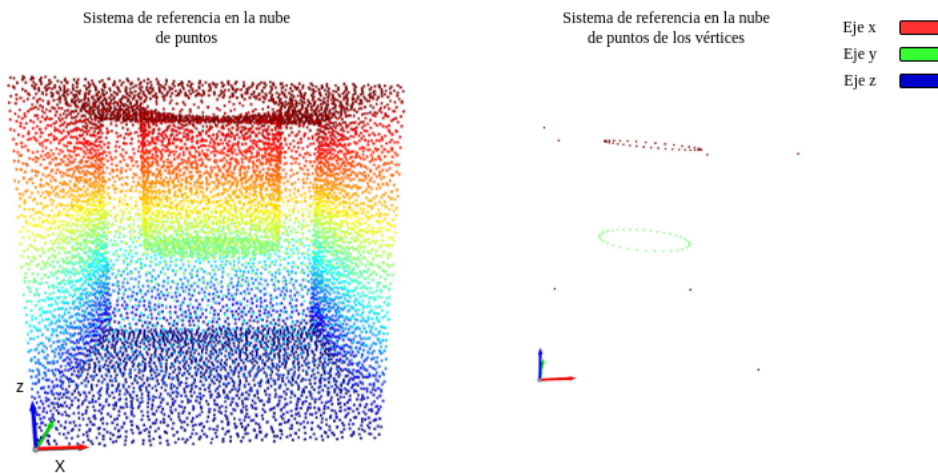 Sistema de referencia en la nube
de puntos
Sistema de referencia en la nube
de puntos de los vértices
Eje x
Eje y
Eje z
z
X